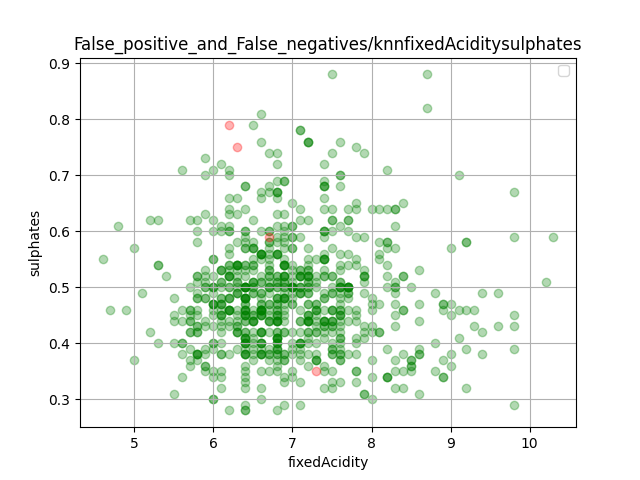 False_positive_and_False_negatives/knnfixedAciditysulphates
0.9
0.8
0.7
0.6
0.5
0.4
0.3
sulphates
5 6 7 8 9 10
fixedAcidity